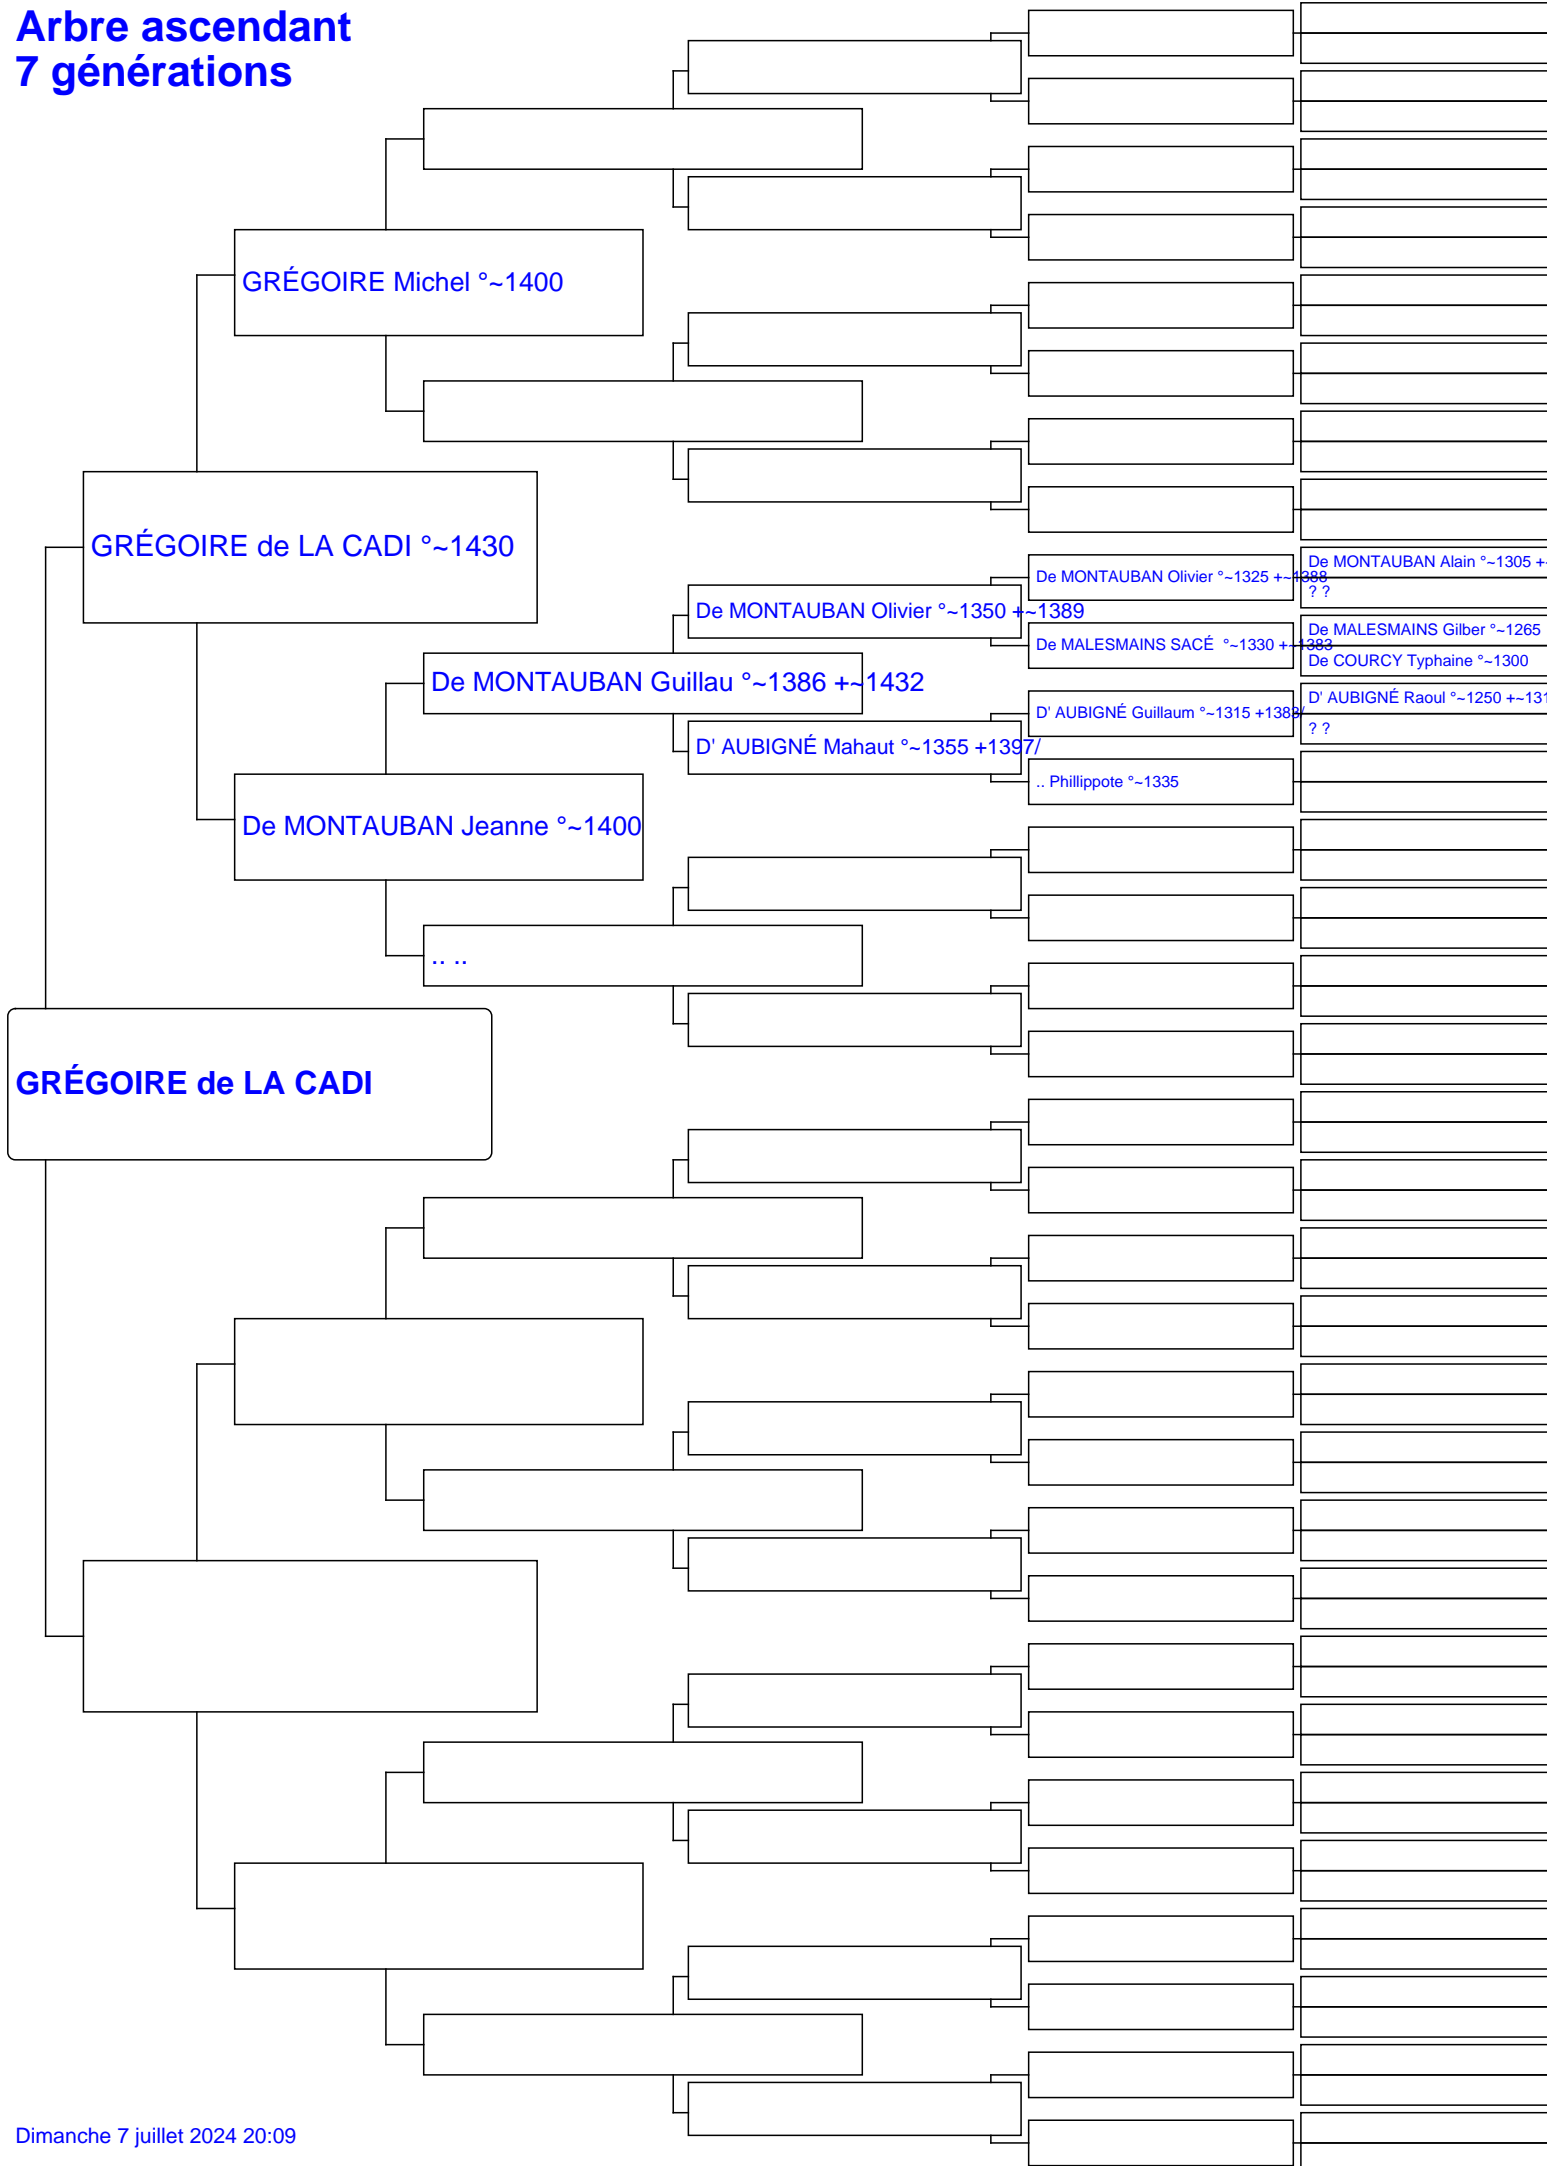 Arbre ascendant
7 générations
GRÉGOIRE Michel °~1400
GRÉGOIRE de LA CADI °~1430
De MONTAUBAN Alain °~1305 +~
De MONTAUBAN Olivier °~1325 +~1388
? ?
De MONTAUBAN Olivier °~1350 +~1389
De MALESMAINS Gilber °~1265
De MALESMAINS SACÉ °~1330 +~1383
De COURCY Typhaine °~1300
De MONTAUBAN Guillau °~1386 +~1432
D' AUBIGNÉ Raoul °~1250 +~131
D' AUBIGNÉ Guillaum °~1315 +1383/
? ?
D' AUBIGNÉ Mahaut °~1355 +1397/
.. Phillippote °~1335
De MONTAUBAN Jeanne °~1400
.. ..
GRÉGOIRE de LA CADI
Dimanche 7 juillet 2024 20:09